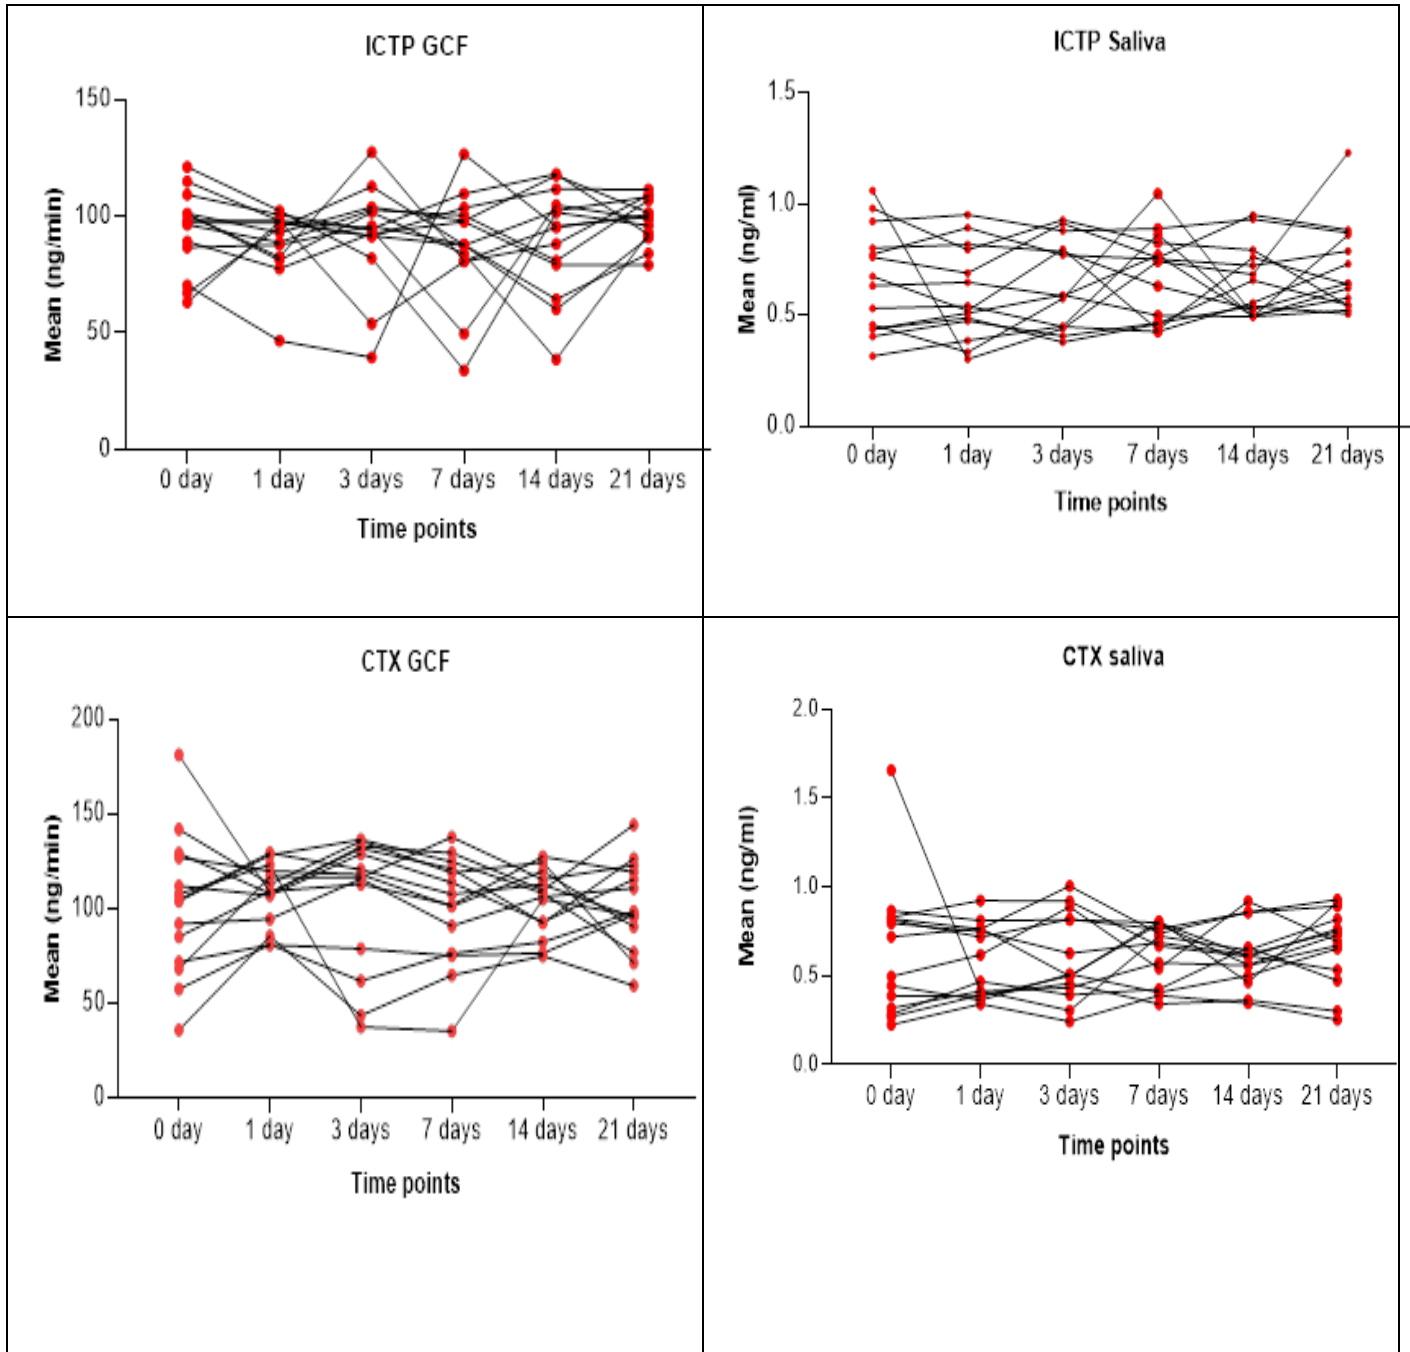 ICTP GCF
150
100
50
0
Mean (ng/min)
0 day 1 day 3 days 7 days 14 days 21 days
Time points
ICTP Saliva
1.5
1.0
0.5
0.0
Mean (ng/ml)
0 day 1 day 3 days 7 days 14 days 21 days
Time points
CTX GCF
200
150
100
50
0
Mean (ng/min)
0 day 1 day 3 days 7 days 14 days 21 days
Time points
CTX saliva
2.0
1.5
1.0
0.5
0.0
Mean (ng/ml)
0 day 1 day 3 days 7 days 14 days 21 days
Time points